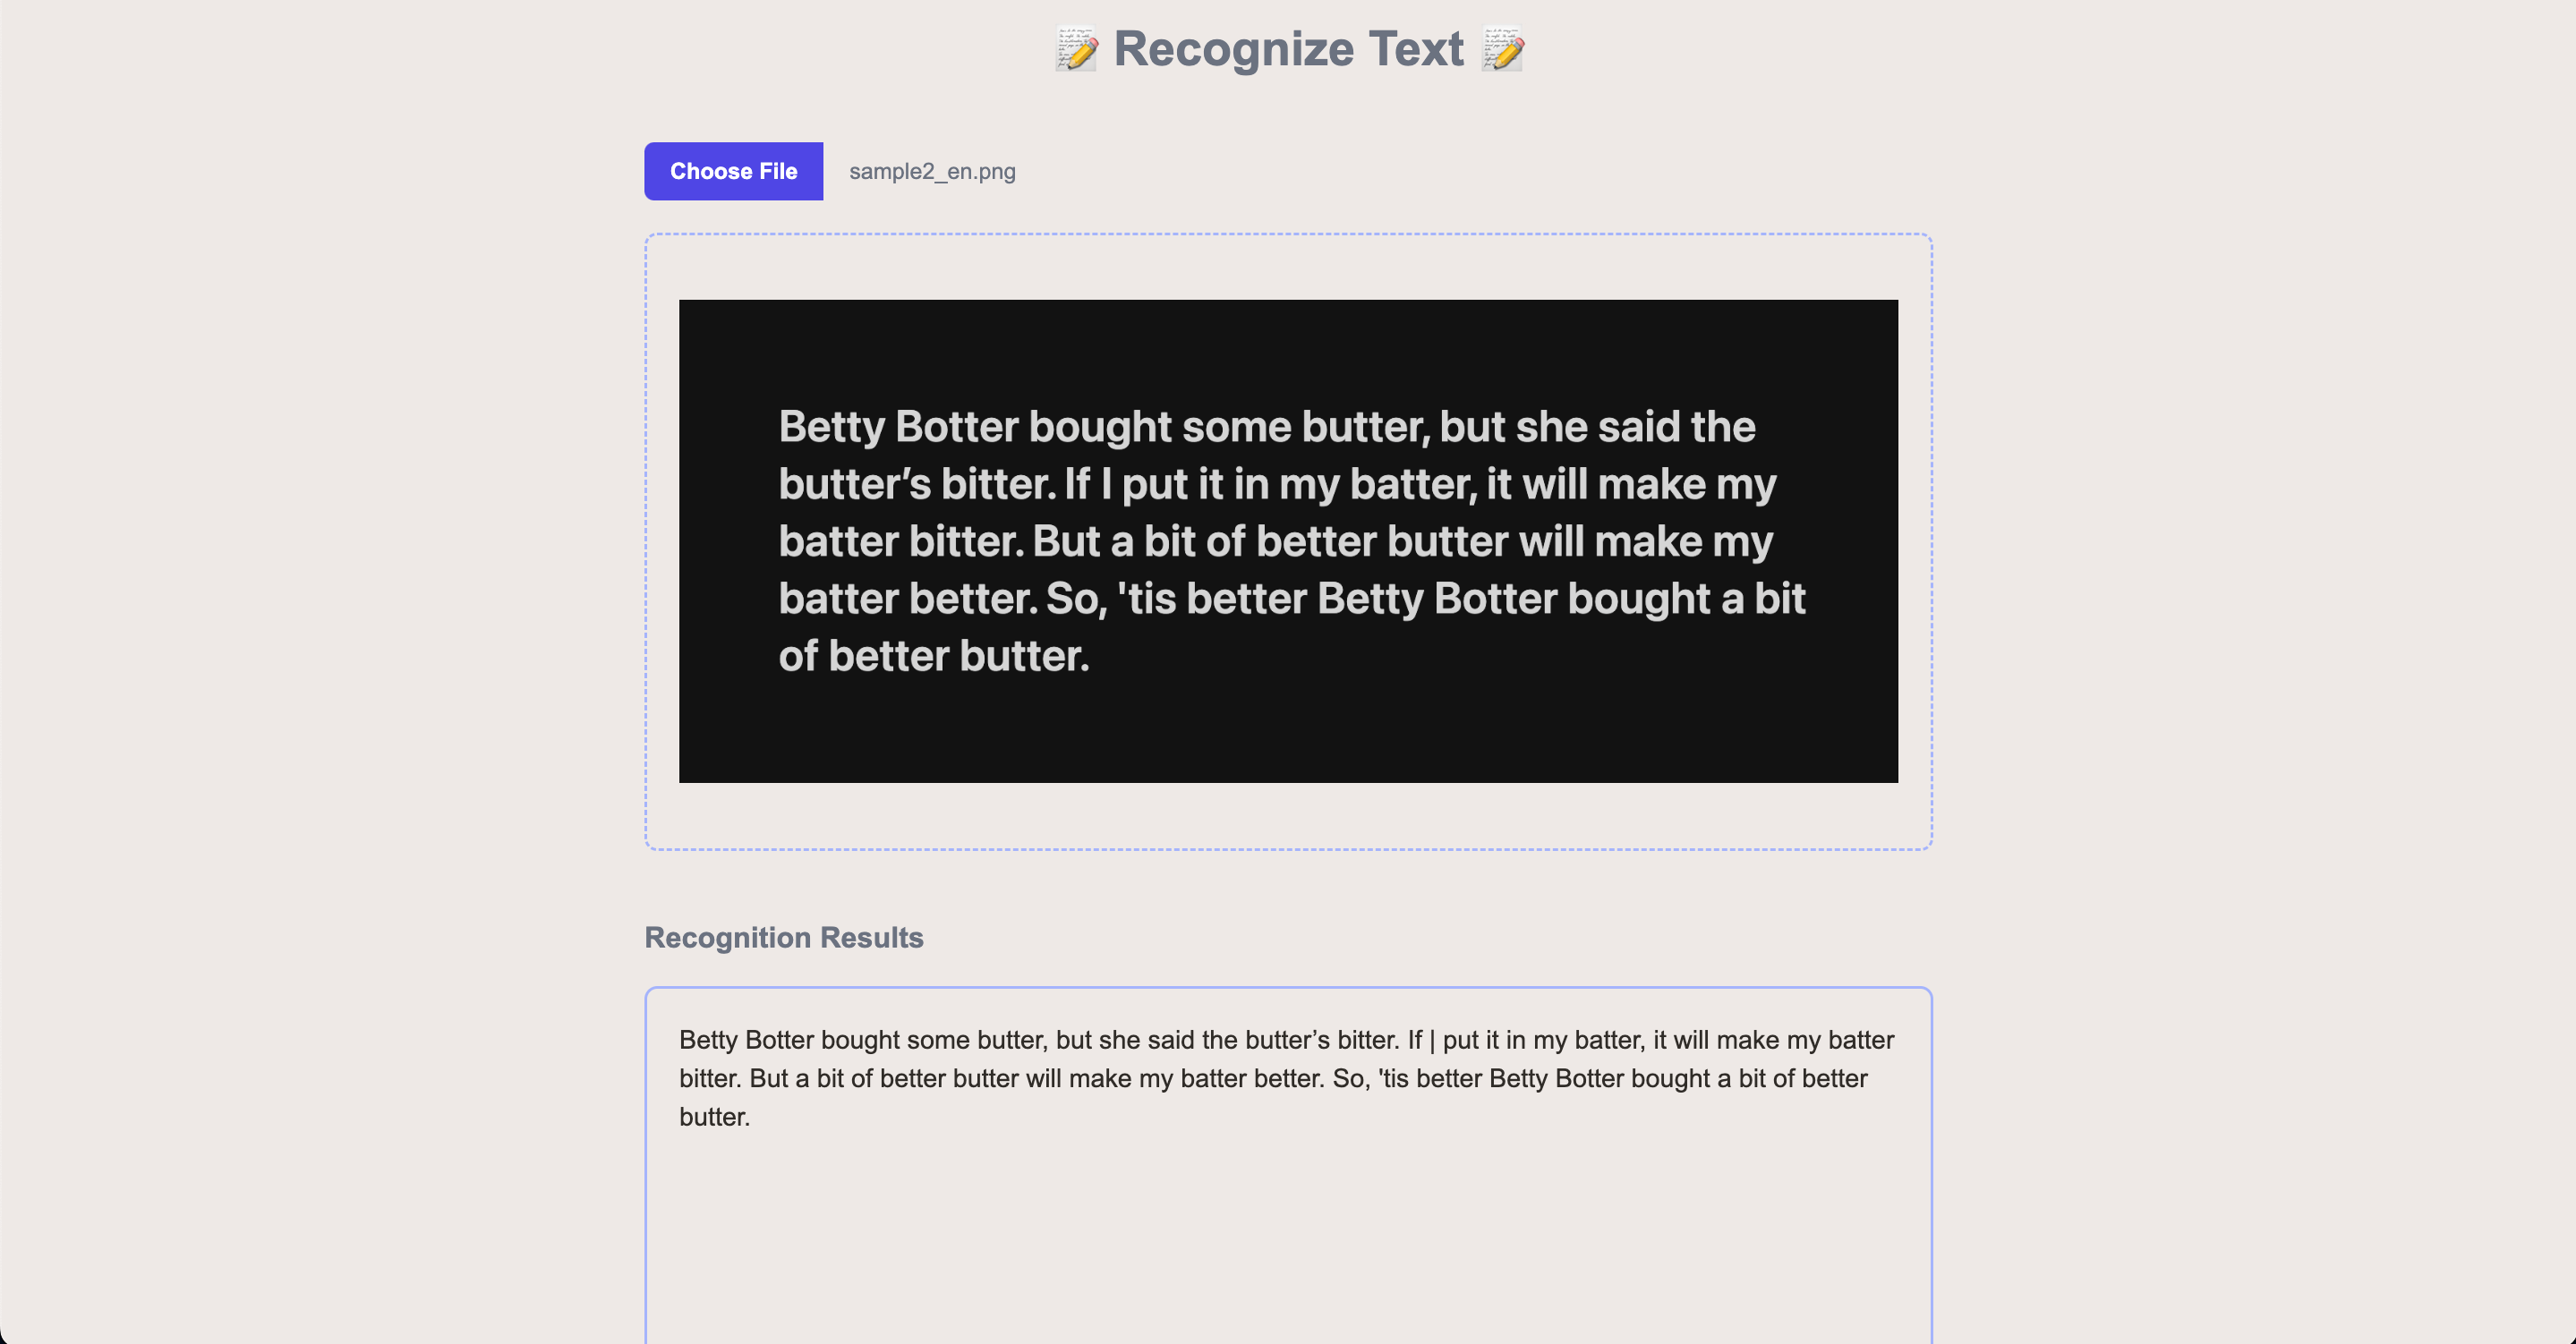 📝 Recognize Text 📝
Choose File sample2_en.png
Betty Botter bought some butter, but she said the
butter’s bitter. If I put it in my batter, it will make my
batter bitter. But a bit of better butter will make my
batter better. So, 'tis better Betty Botter bought a bit
of better butter.
Recognition Results
Betty Botter bought some butter, but she said the butter’s bitter. If | put it in my batter, it will make my batter
bitter. But a bit of better butter will make my batter better. So, 'tis better Betty Botter bought a bit of better
butter.